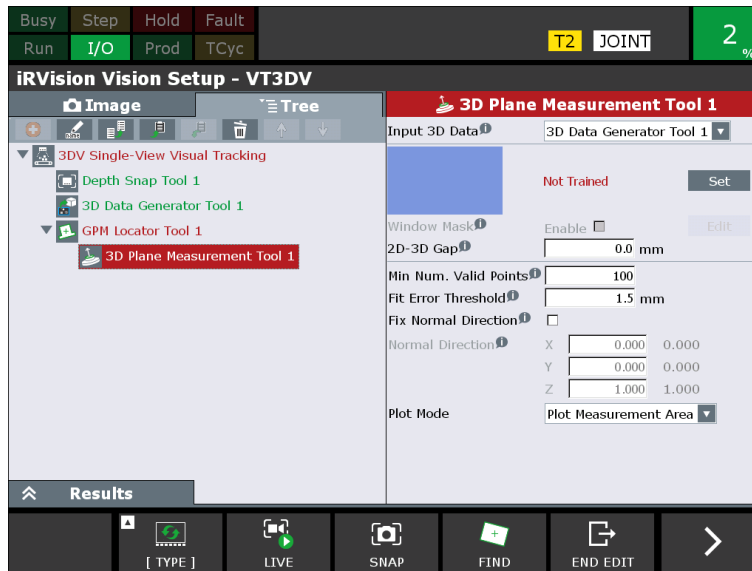 Busy Step Hold Fault
Run I/O Prod TCyc
T2 JOINT
2 %
iRVision Vision Setup - VT3DV
Image
Tree
3DV Single-View Visual Tracking
Depth Snap Tool 1
3D Data Generator Tool 1
GPM Locator Tool 1
3D Plane Measurement Tool 1
Results
3D Plane Measurement Tool 1
Input 3D Data 3D Data Generator Tool 1
Not Trained Set
Window Mask Enable Edit
2D-3D Gap 0.0 mm
Min Num. Valid Points 100
Fit Error Threshold 1.5 mm
Fix Normal Direction
Normal Direction X 0.000 0.000
Y 0.000 0.000
Z 1.000 1.000
Plot Mode Plot Measurement Area
[ TYPE ] LIVE SNAP FIND END EDIT